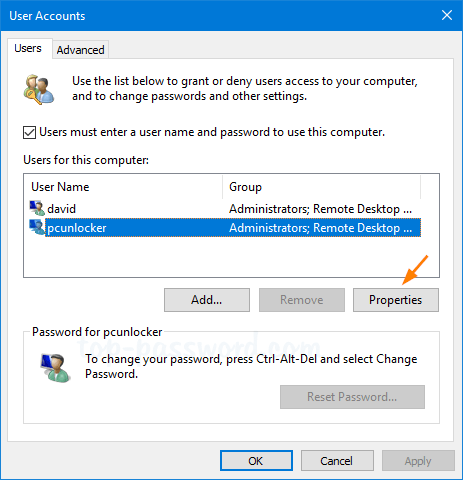 User Accounts
Users
Advanced
Use the list below to grant or deny users access to your computer,
and to change passwords and other settings.
Users must enter a user name and password to use this computer.
Users for this computer:
User Name Group
david Administrators; Remote Desktop ...
pcunlocker Administrators; Remote Desktop ...
Add... Remove Properties
Password for pcunlocker
top-password.com
To change your password, press Ctrl-Alt-Del and select Change
Password.
Reset Password...
OK Cancel Apply